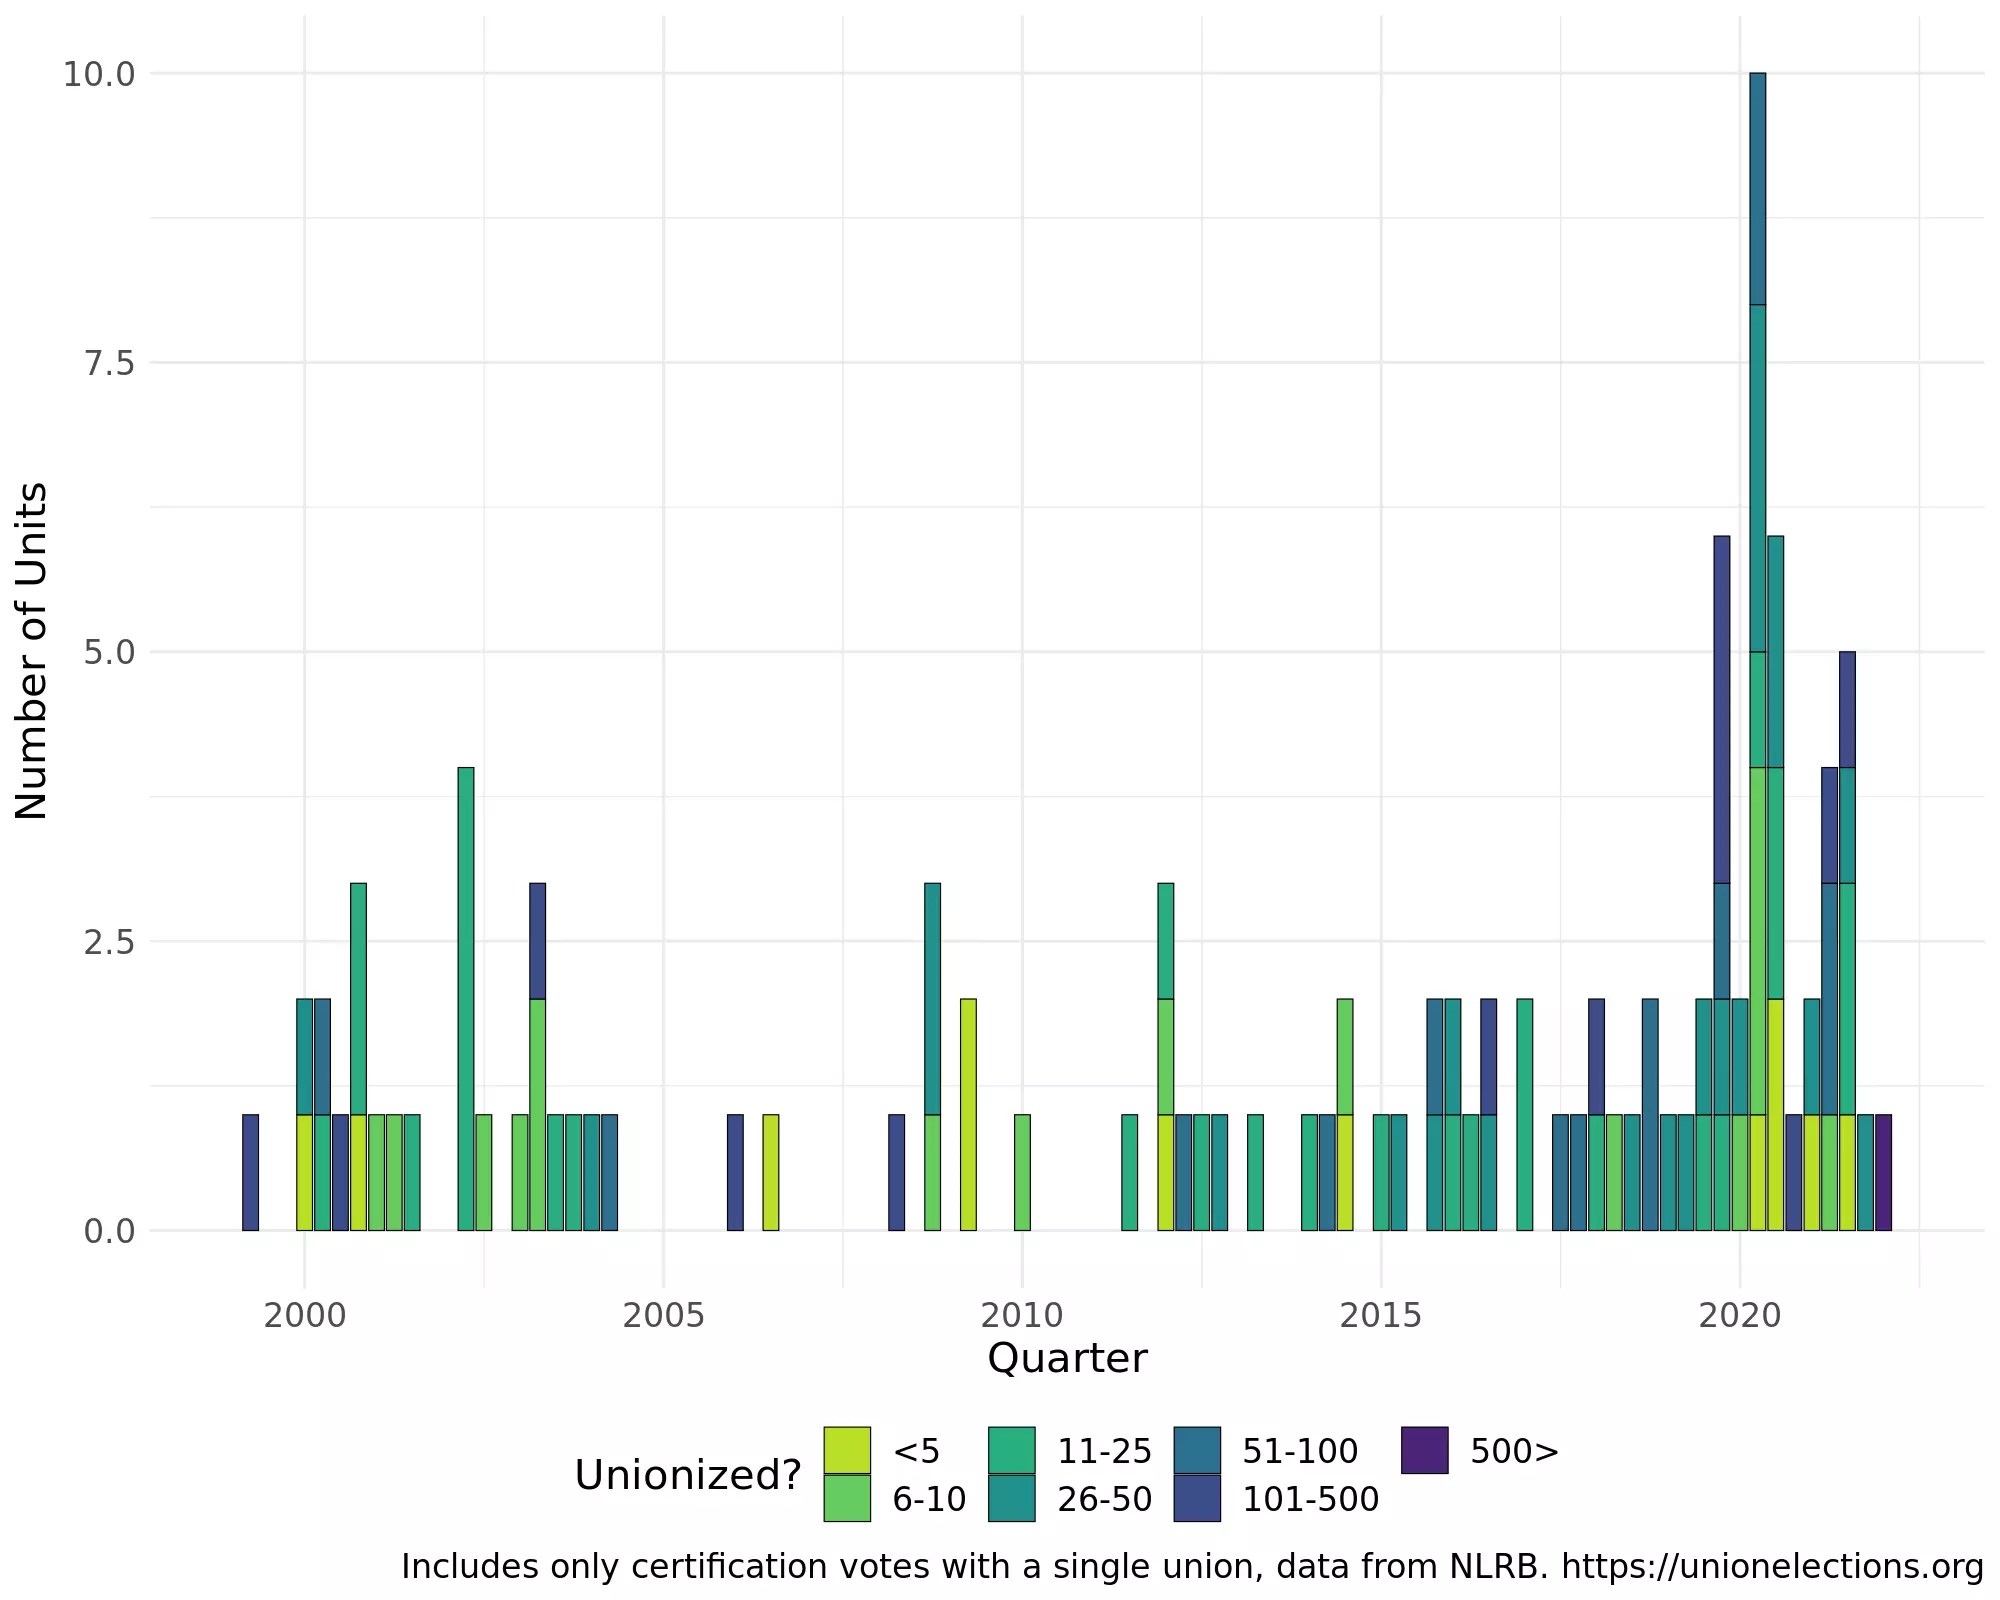 10.0
7.5
5.0
2.5
0.0
Number of Units
2000 2005 2010 2015 2020
Quarter
Unionized?
<5 11-25 51-100 500>
6-10 26-50 101-500
Includes only certification votes with a single union, data from NLRB. https://unionelections.org